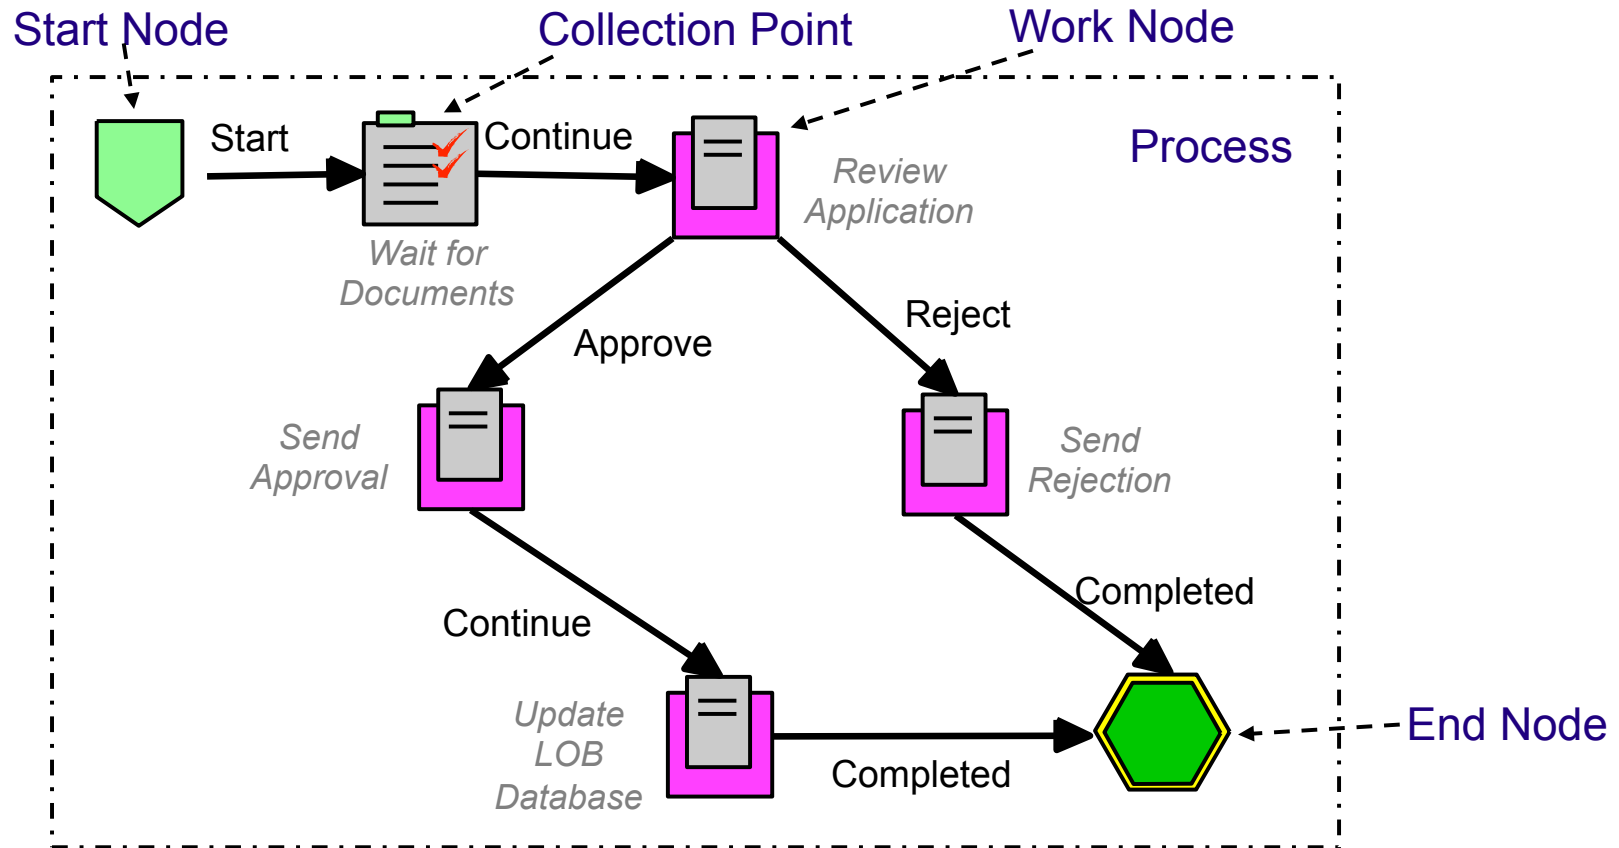 Start Node
Collection Point
Work Node
Start
Continue
Process
Review
Application
Wait for
Documents
Approve
Reject
Send
Approval
Send
Rejection
Continue
Completed
Update
LOB
Database
Completed
End Node